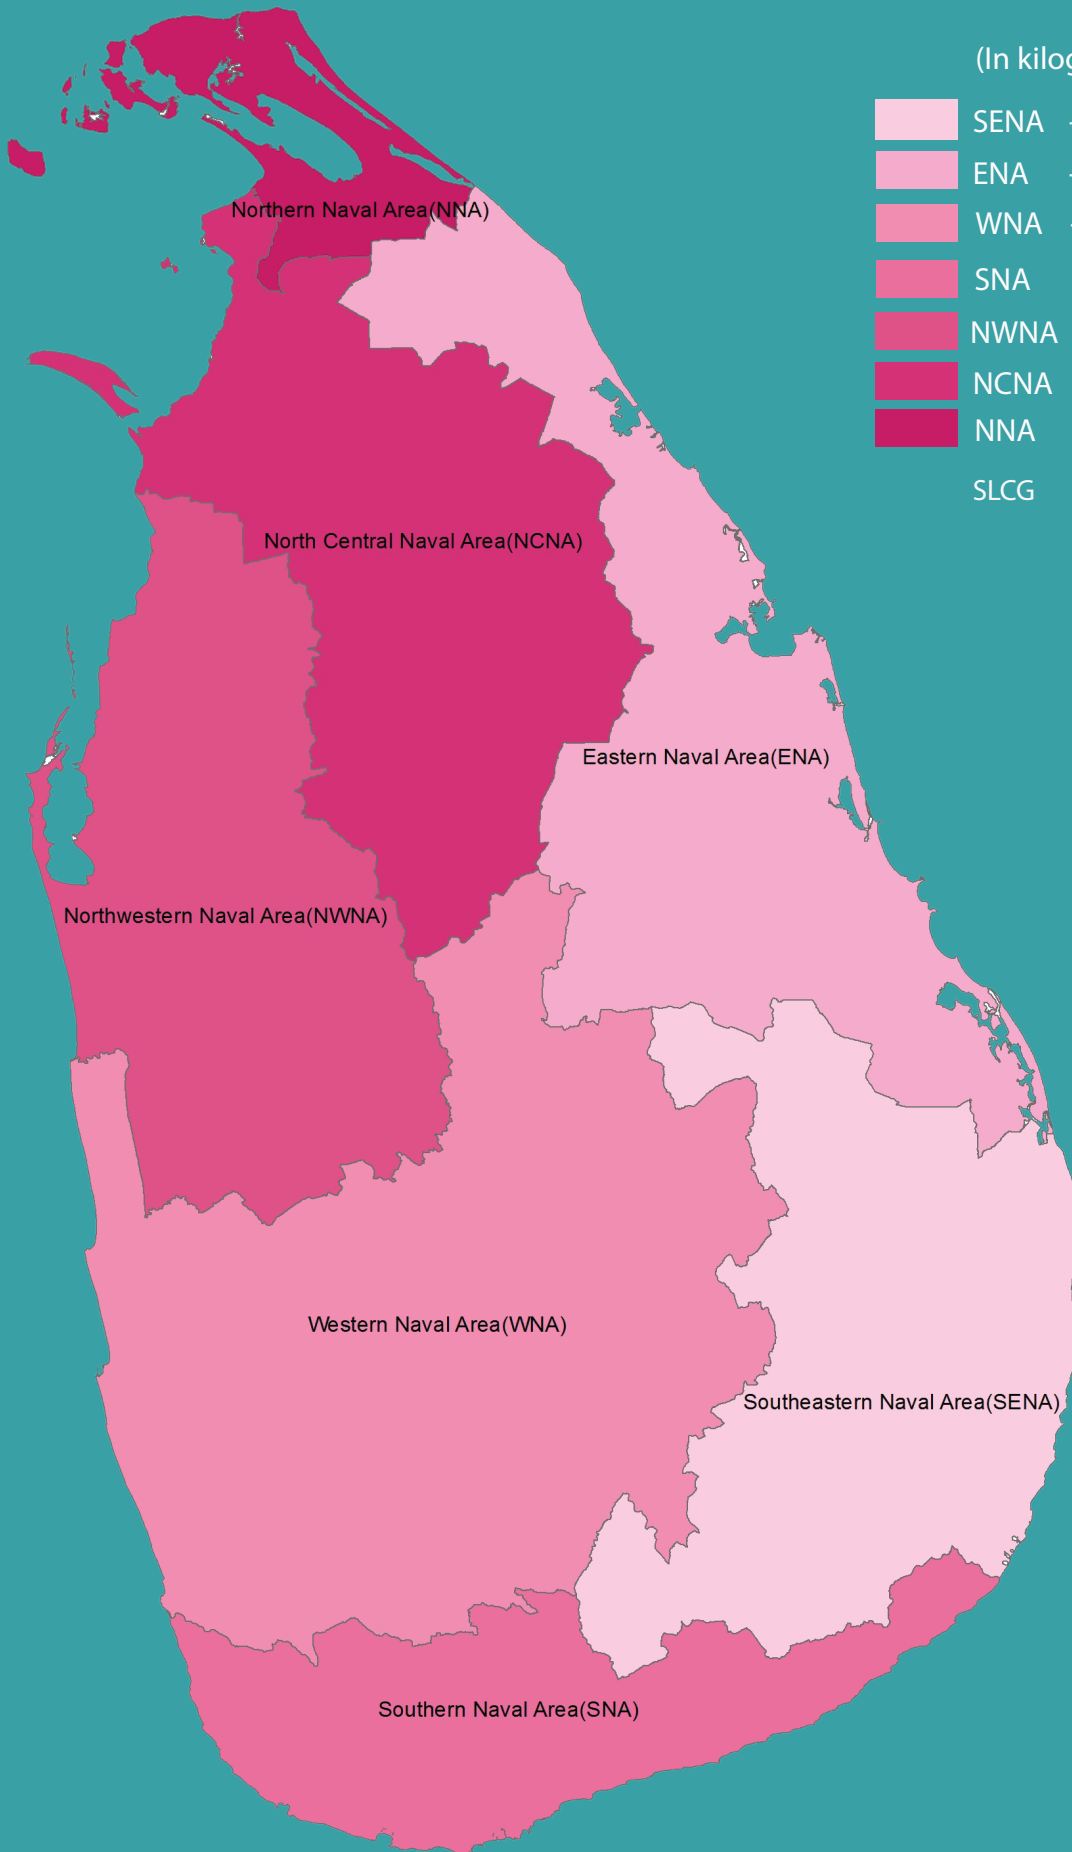 (In kilog
SENA -
ENA -
WNA -
SNA
NWNA
NCNA
NNA
SLCG
Northern Naval Area(NNA)
North Central Naval Area(NCNA)
Eastern Naval Area(ENA)
Northwestern Naval Area(NWNA)
Western Naval Area(WNA)
Southeastern Naval Area(SENA)
Southern Naval Area(SNA)